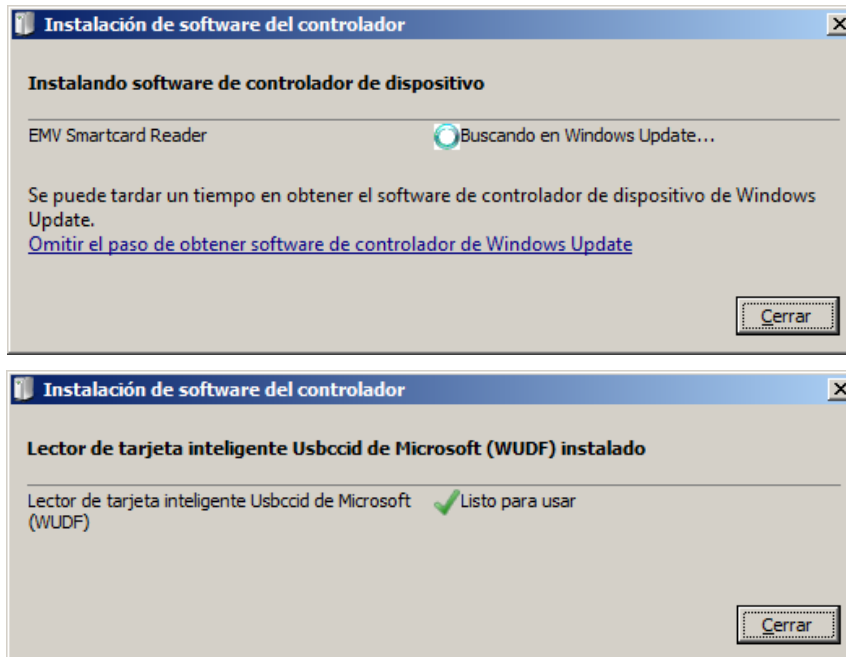 Instalación de software del controlador
Instalando software de controlador de dispositivo
EMV Smartcard Reader Buscando en Windows Update...
Se puede tardar un tiempo en obtener el software de controlador de dispositivo de Windows
Update.
Omitir el paso de obtener software de controlador de Windows Update
Cerrar
Instalación de software del controlador
Lector de tarjeta inteligente Usbccid de Microsoft (WUDF) instalado
Lector de tarjeta inteligente Usbccid de Microsoft Listo para usar
(WUDF)
Cerrar